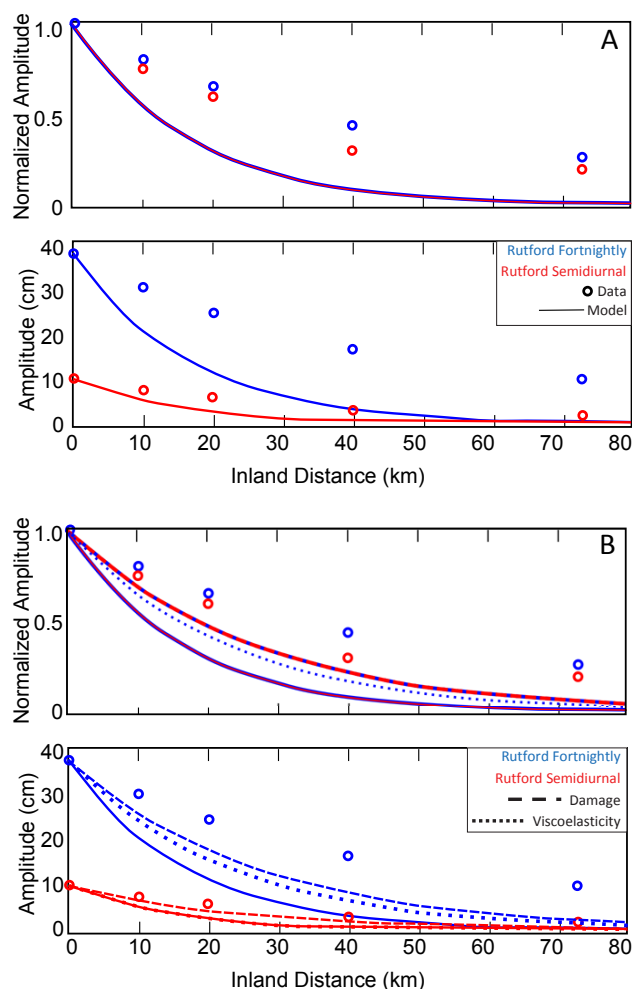 A
Normalized Amplitude
1.0
0.5
0
Amplitude (cm)
40
30
20
10
0
Rutford Fortnightly
Rutford Semidiurnal
Data
Model
0 10 20 30 40 50 60 70 80
Inland Distance (km)
B
Normalized Amplitude
1.0
0.5
0
Amplitude (cm)
40
30
20
10
0
Rutford Fortnightly
Rutford Semidiurnal
Damage
Viscoelasticity
0 10 20 30 40 50 60 70 80
Inland Distance (km)